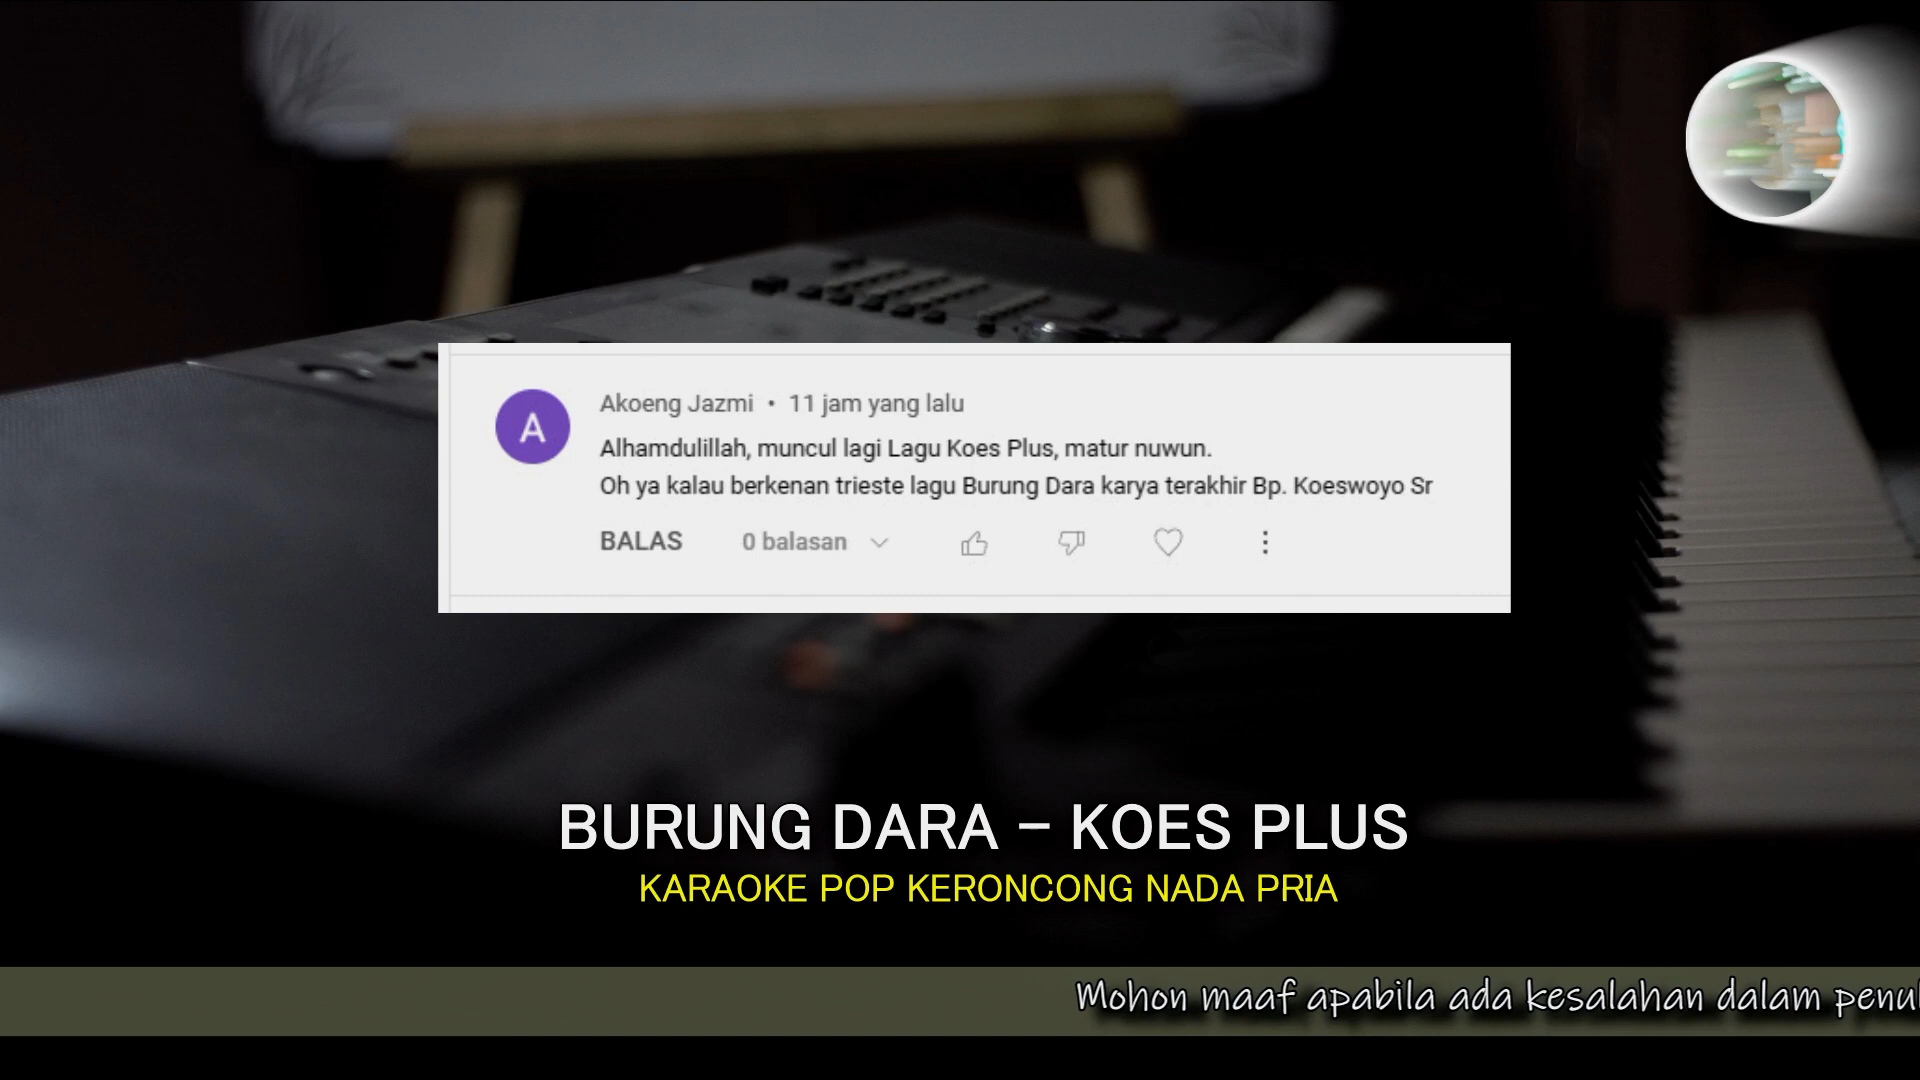 A
Akoeng Jazmi • 11 jam yang lalu
Alhamdulillah, muncul lagi Lagu Koes Plus, matur nuwun.
Oh ya kalau berkenan trieste lagu Burung Dara karya terakhir Bp. Koeswoyo Sr
BALAS 0 balasan
BURUNG DARA – KOES PLUS
KARAOKE POP KERONCONG NADA PRIA
Mohon maaf apabila ada kesalahan dalam